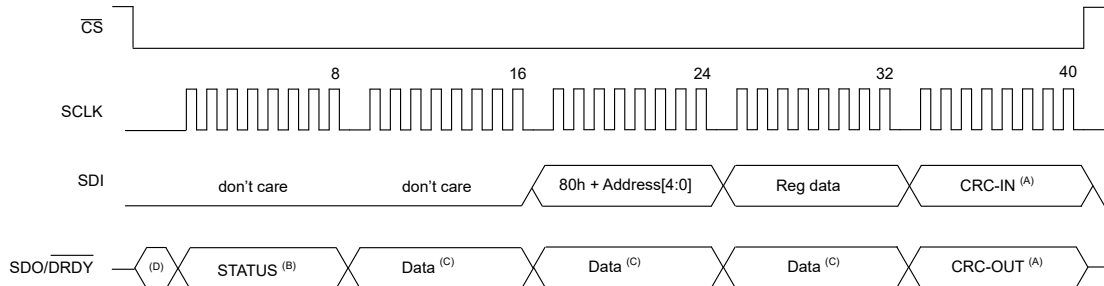 CS
8 16 24 32 40
SCLK
SDI don't care don't care 80h + Address[4:0] Reg data CRC-IN (A)
SDO/DRDY (D) STATUS (B) Data (C) Data (C) Data (C) CRC-OUT (A)